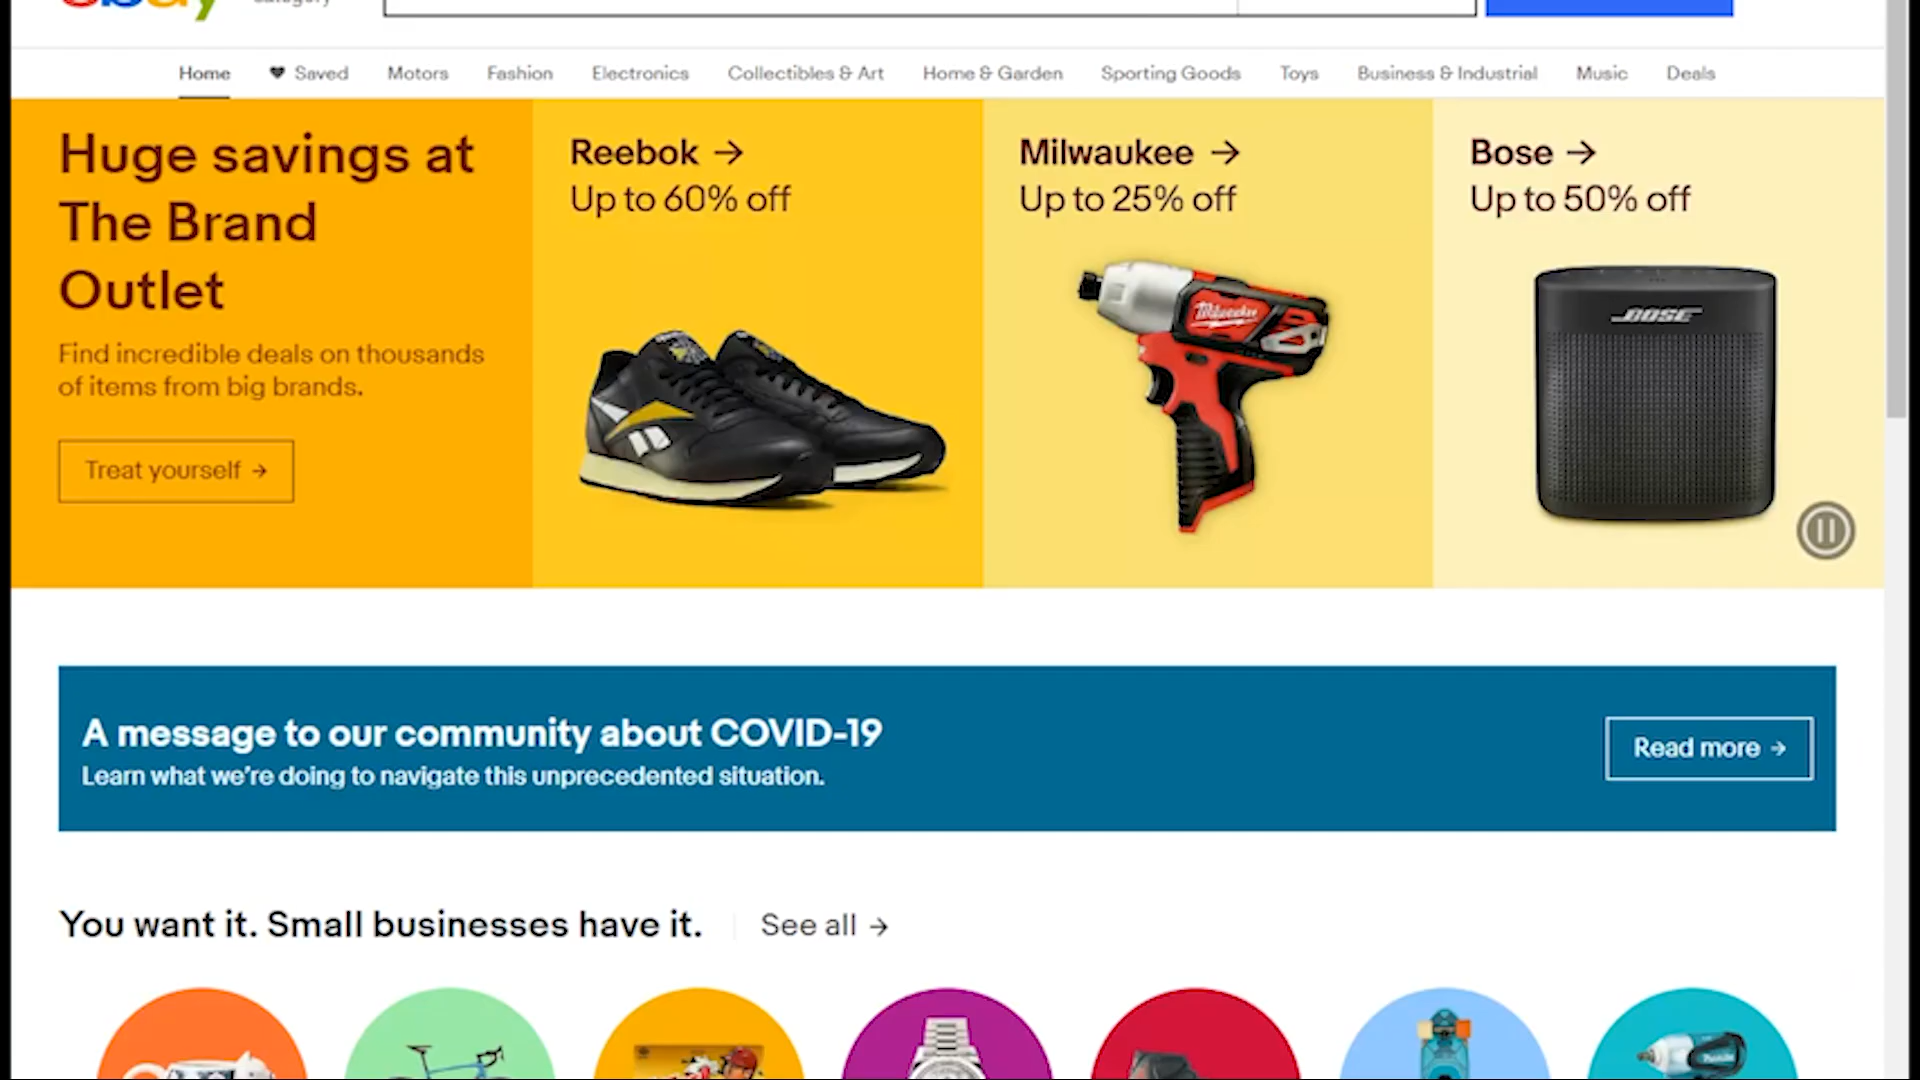 ebay
category
Home Saved Motors Fashion Electronics Collectibles & Art Home & Garden Sporting Goods Toys Business & Industrial Music Deals
Huge savings at
The Brand
Outlet
Find incredible deals on thousands
of items from big brands.
Treat yourself →
Reebok →
Up to 60% off
Milwaukee →
Up to 25% off
Milwaukee
Bose →
Up to 50% off
BOSE
A message to our community about COVID-19
Learn what we're doing to navigate this unprecedented situation.
Read more →
You want it. Small businesses have it.
See all →